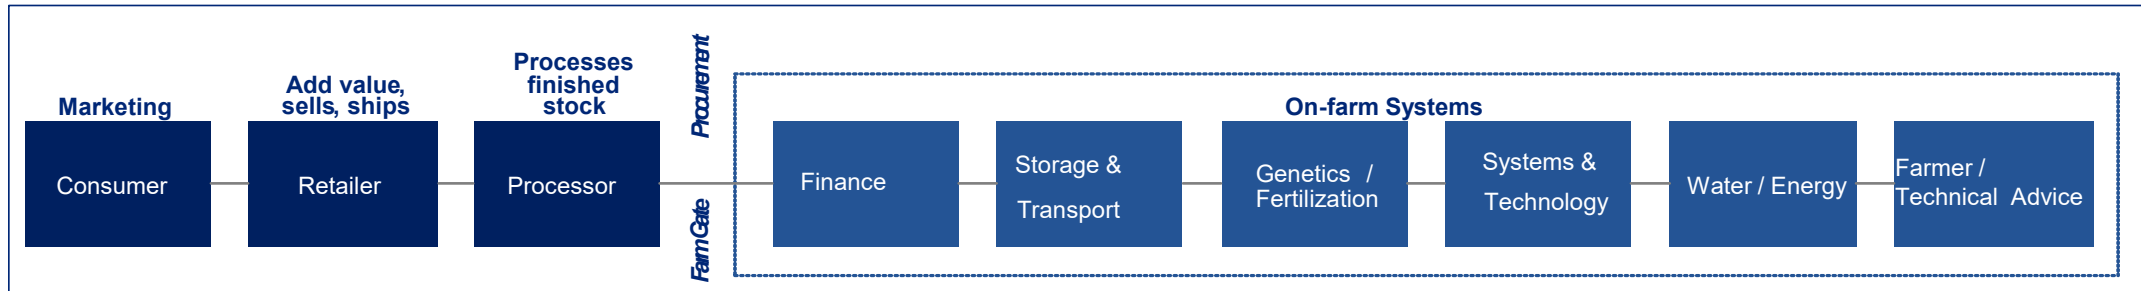 Marketing
Add value,
sells, ships
Processes
finished
stock
Procurement
Farm Gate
On-farm Systems
Consumer
Retailer
Processor
Finance
Storage &
Transport
Genetics /
Fertilization
Systems &
Technology
Water / Energy
Farmer /
Technical Advice